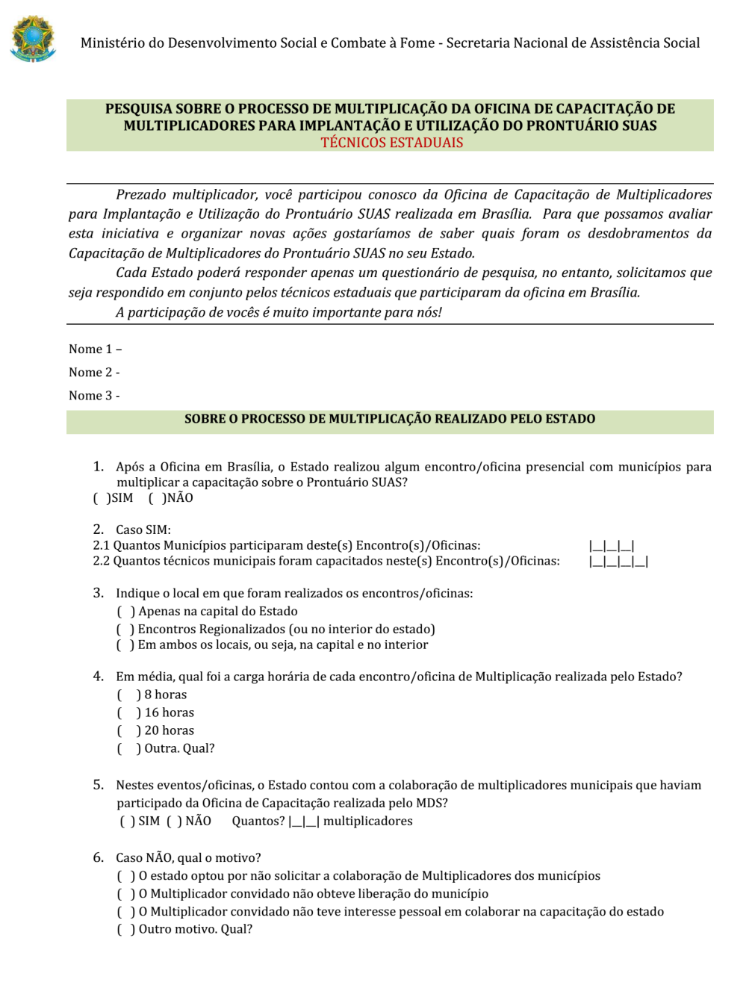 Ministério do Desenvolvimento Social e Combate à Fome - Secretaria Nacional de Assistência Social
PESQUISA SOBRE O PROCESSO DE MULTIPLICAÇÃO DA OFICINA DE CAPACITAÇÃO DE
MULTIPLICADORES PARA IMPLANTAÇÃO E UTILIZAÇÃO DO PRONTUÁRIO SUAS
TÉCNICOS ESTADUAIS
Prezado multiplicador, você participou conosco da Oficina de Capacitação de Multiplicadores
para Implantação e Utilização do Prontuário SUAS realizada em Brasília. Para que possamos avaliar
esta iniciativa e organizar novas ações gostaríamos de saber quais foram os desdobramentos da
Capacitação de Multiplicadores do Prontuário SUAS no seu Estado.
Cada Estado poderá responder apenas um questionário de pesquisa, no entanto, solicitamos que
seja respondido em conjunto pelos técnicos estaduais que participaram da oficina em Brasília.
A participação de vocês é muito importante para nós!
Nome 1 –
Nome 2 -
Nome 3 -
SOBRE O PROCESSO DE MULTIPLICAÇÃO REALIZADO PELO ESTADO
1. Após a Oficina em Brasília, o Estado realizou algum encontro/oficina presencial com municípios para
multiplicar a capacitação sobre o Prontuário SUAS?
( )SIM ( )NÃO
2. Caso SIM:
2.1 Quantos Municípios participaram deste(s) Encontro(s)/Oficinas: |__|__|__|
2.2 Quantos técnicos municipais foram capacitados neste(s) Encontro(s)/Oficinas: |__|__|__|__|
3. Indique o local em que foram realizados os encontros/oficinas:
( ) Apenas na capital do Estado
( ) Encontros Regionalizados (ou no interior do estado)
( ) Em ambos os locais, ou seja, na capital e no interior
4. Em média, qual foi a carga horária de cada encontro/oficina de Multiplicação realizada pelo Estado?
( ) 8 horas
( ) 16 horas
( ) 20 horas
( ) Outra. Qual?
5. Nestes eventos/oficinas, o Estado contou com a colaboração de multiplicadores municipais que haviam
participado da Oficina de Capacitação realizada pelo MDS?
( ) SIM ( ) NÃO Quantos? |__|__| multiplicadores
6. Caso NÃO, qual o motivo?
( ) O estado optou por não solicitar a colaboração de Multiplicadores dos municípios
( ) O Multiplicador convidado não obteve liberação do município
( ) O Multiplicador convidado não teve interesse pessoal em colaborar na capacitação do estado
( ) Outro motivo. Qual?